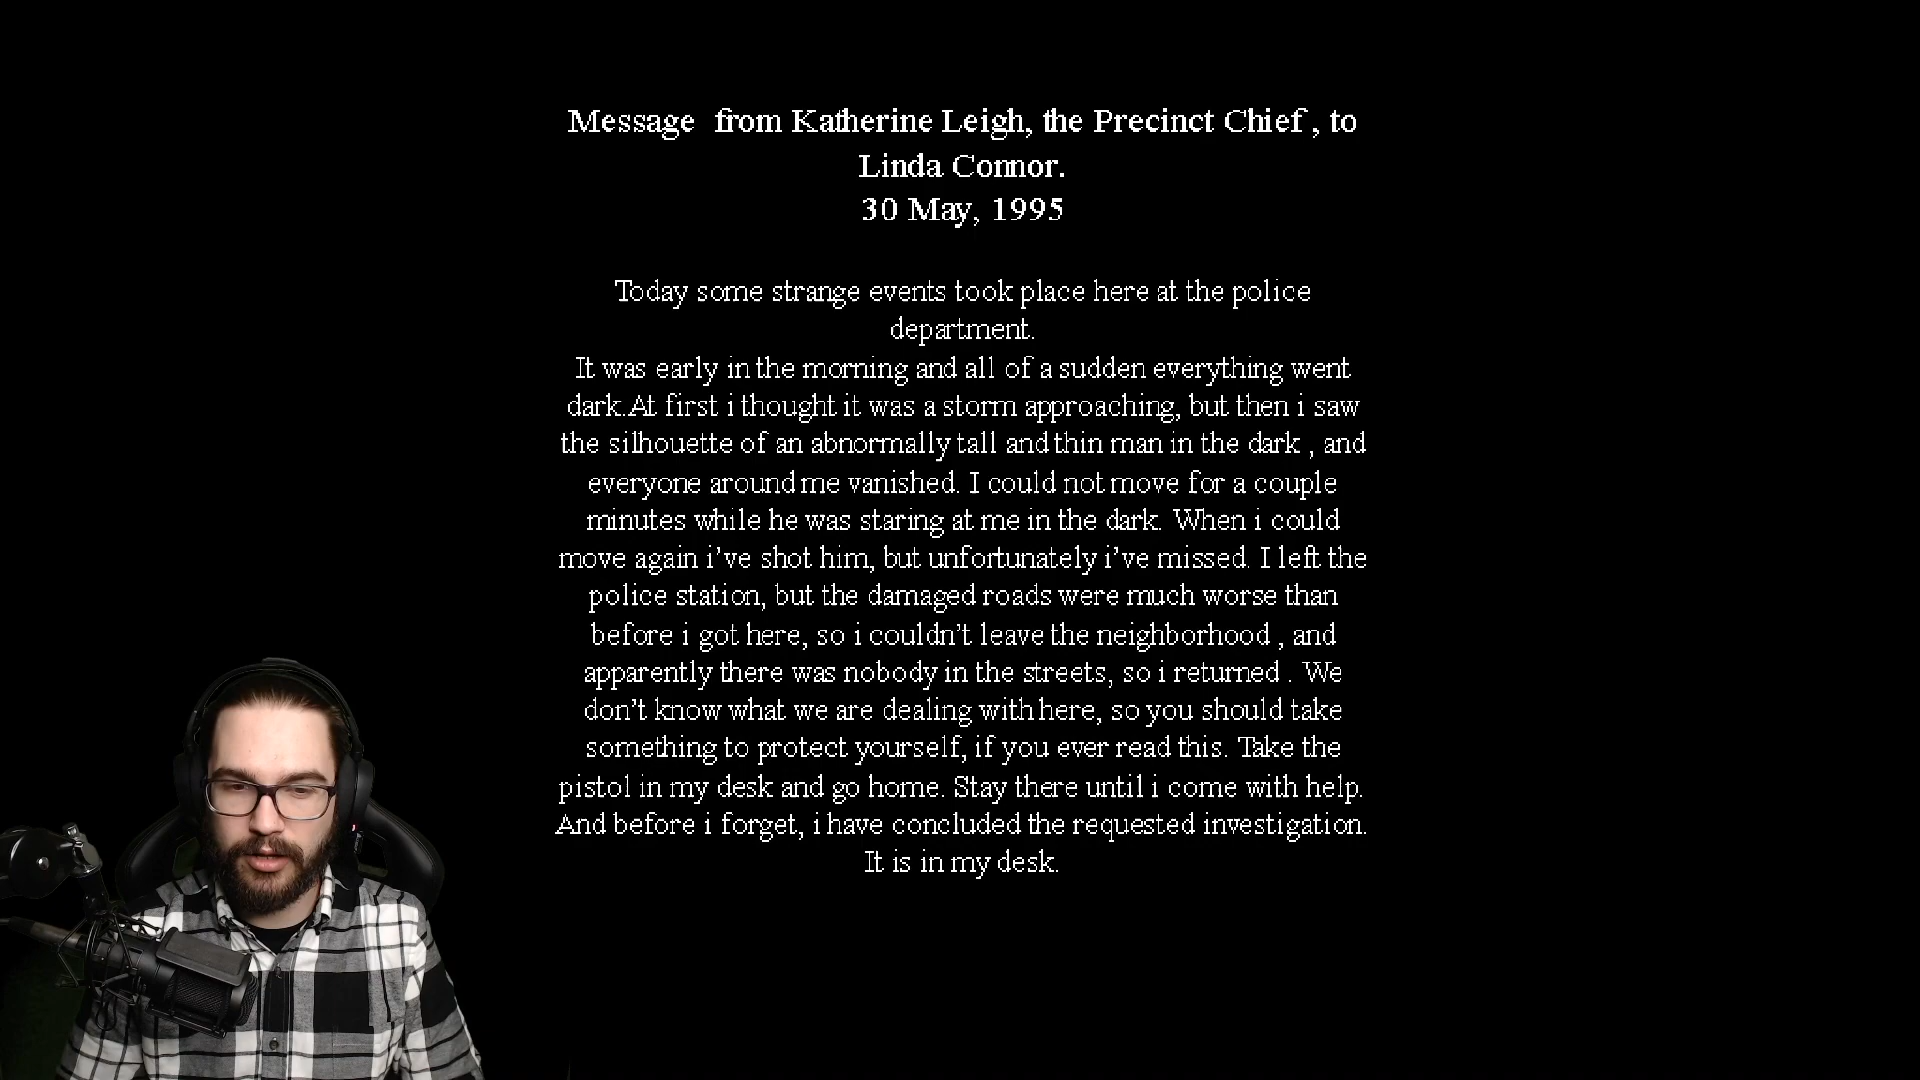 Message from Katherine Leigh, the Precinct Chief , to
Linda Connor.
30 May, 1995
Today some strange events took place here at the police
department.
It was early in the morning and all of a sudden everything went
dark.At first i thought it was a storm approaching, but then i saw
the silhouette of an abnormally tall and thin man in the dark , and
everyone around me vanished. I could not move for a couple
minutes while he was staring at me in the dark. When i could
move again i’ve shot him, but unfortunately i’ve missed. I left the
police station, but the damaged roads were much worse than
before i got here, so i couldn’t leave the neighborhood , and
apparently there was nobody in the streets, so i returned . We
don’t know what we are dealing with here, so you should take
something to protect yourself, if you ever read this. Take the
pistol in my desk and go home. Stay there until i come with help.
And before i forget, i have concluded the requested investigation.
It is in my desk.